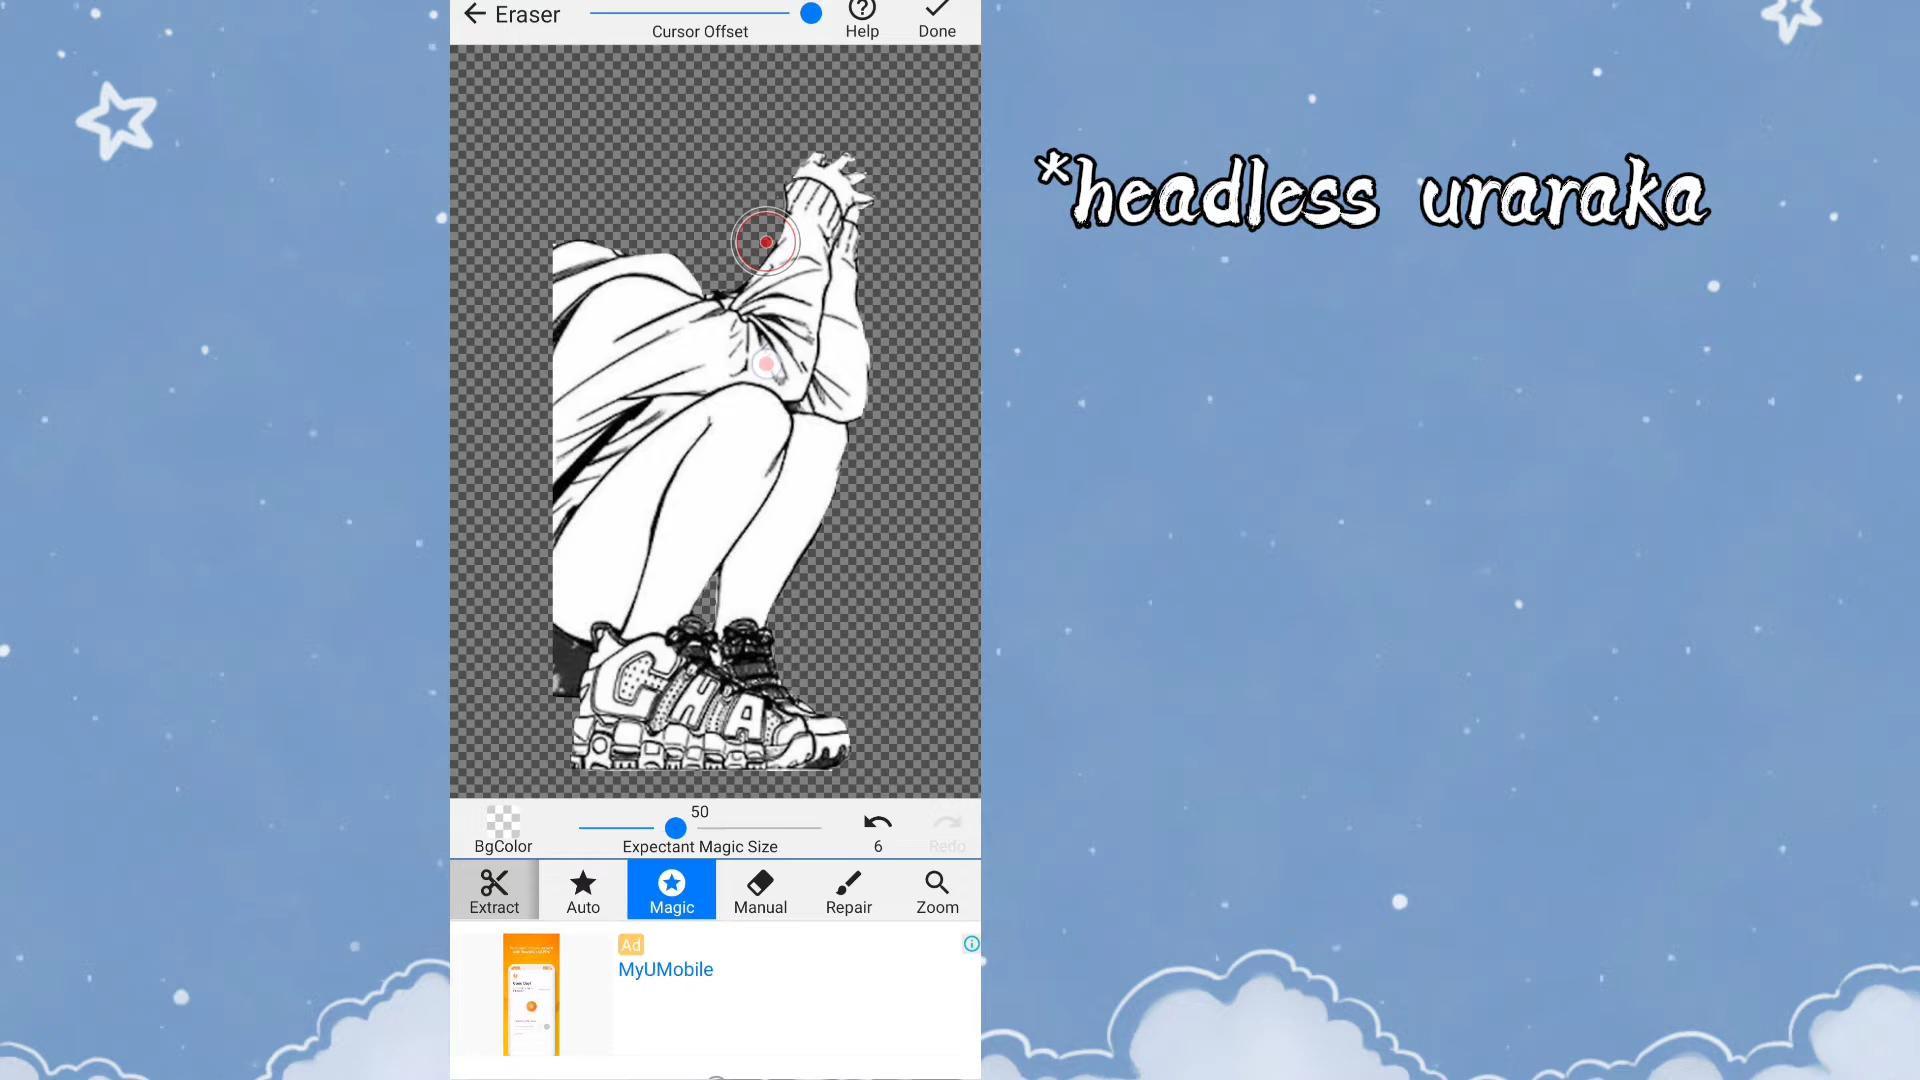 Eraser
Cursor Offset
Help
Done
*headless uraraka
50
Expectant Magic Size
BgColor
6
Redo
Extract
Auto
Magic
Manual
Repair
Zoom
Ad
MyUMobile